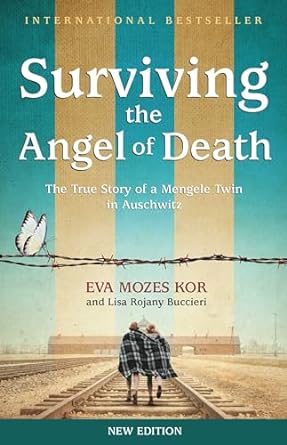 INTERNATIONAL BESTSELLER
Surviving
the
Angel of Death
The True Story of a Mengele Twin
in Auschwitz
EVA MOZES KOR
and Lisa Rojany Buccieri
NEW EDITION